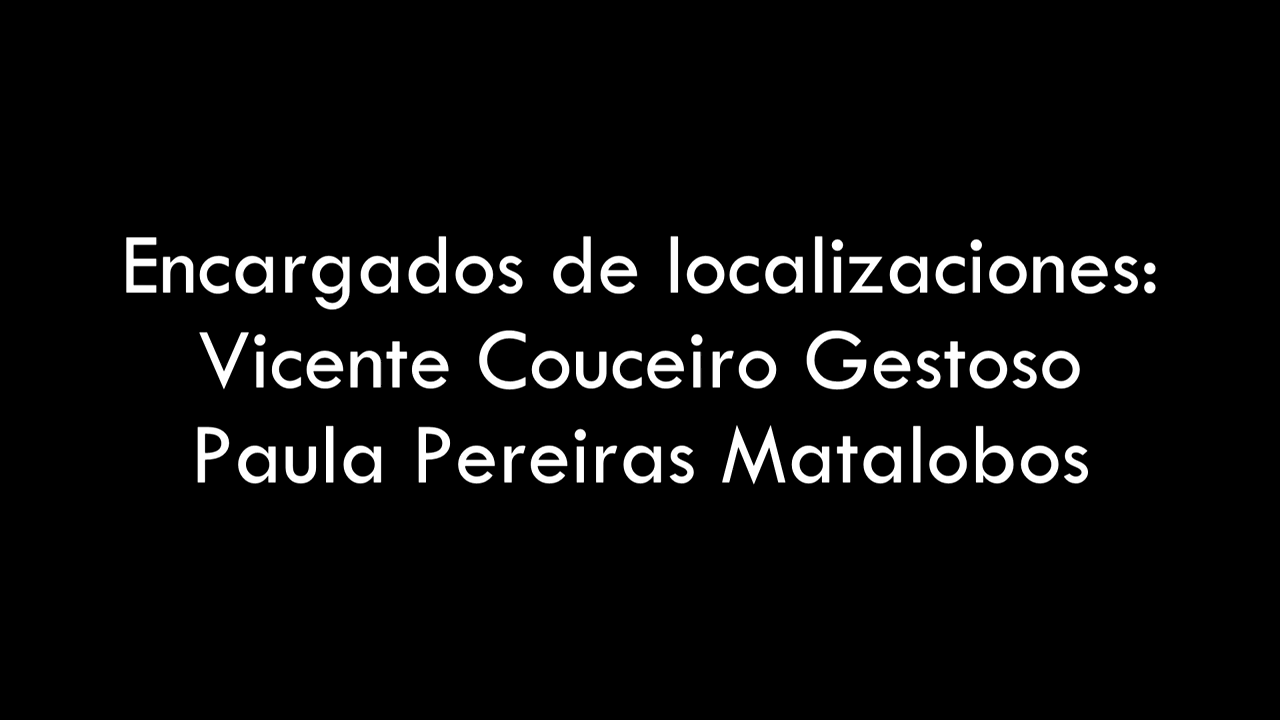 Encargados de localizaciones:
Vicente Couceiro Gestoso
Paula Pereiras Matalobos